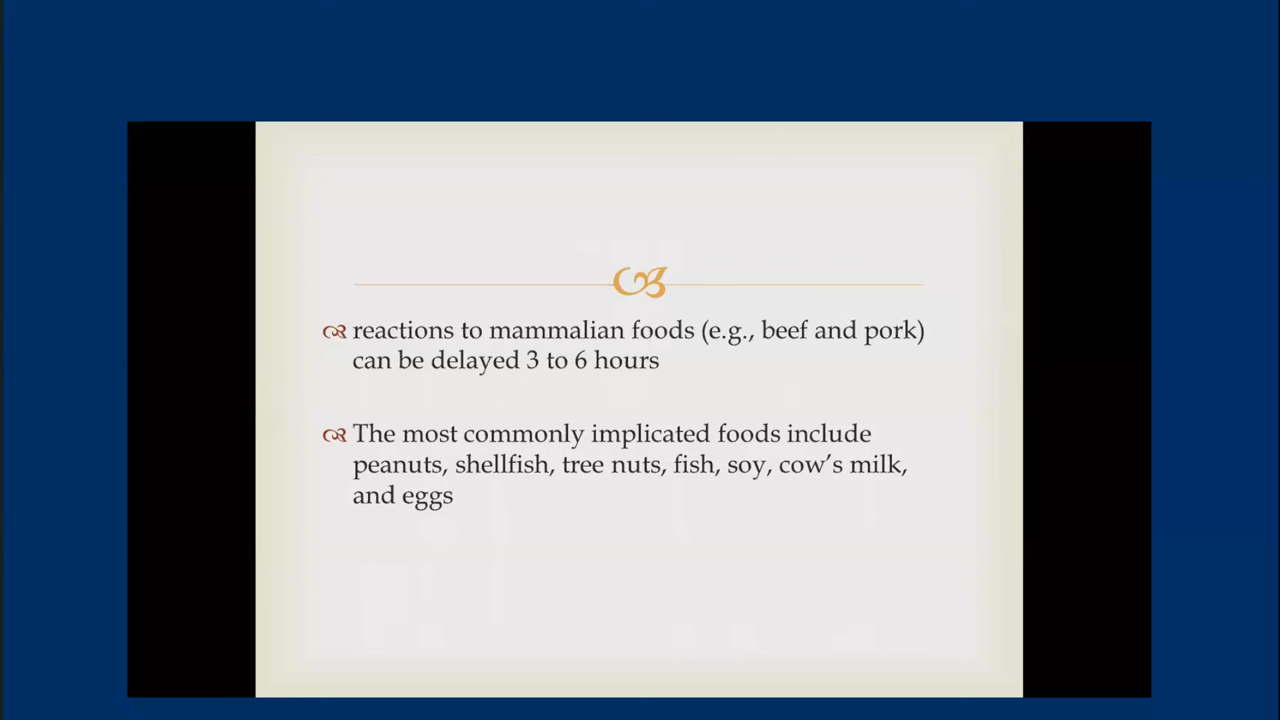 reactions to mammalian foods (e.g., beef and pork)
can be delayed 3 to 6 hours
The most commonly implicated foods include
peanuts, shellfish, tree nuts, fish, soy, cow’s milk,
and eggs